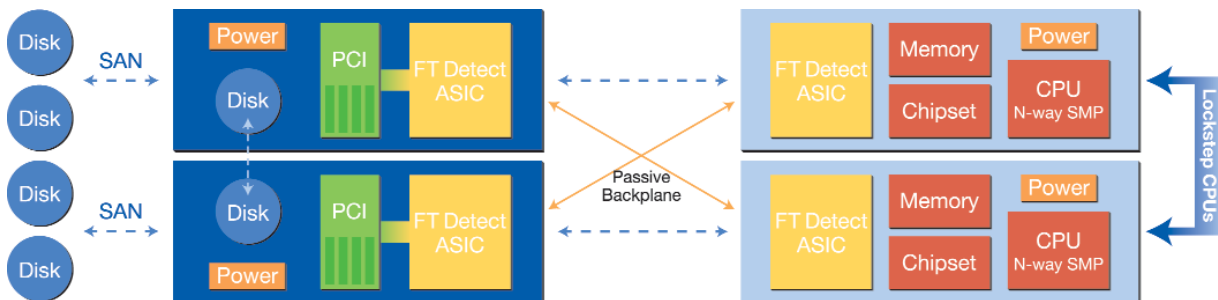 Disk
Disk
Disk
Disk
SAN
SAN
Power
Disk
PCI
FT Detect
ASIC
Disk
Power
PCI
FT Detect
ASIC
Passive
Backplane
FT Detect
ASIC
Memory
Chipset
Power
CPU
N-way SMP
FT Detect
ASIC
Memory
Chipset
Power
CPU
N-way SMP
Lockstep CPUs